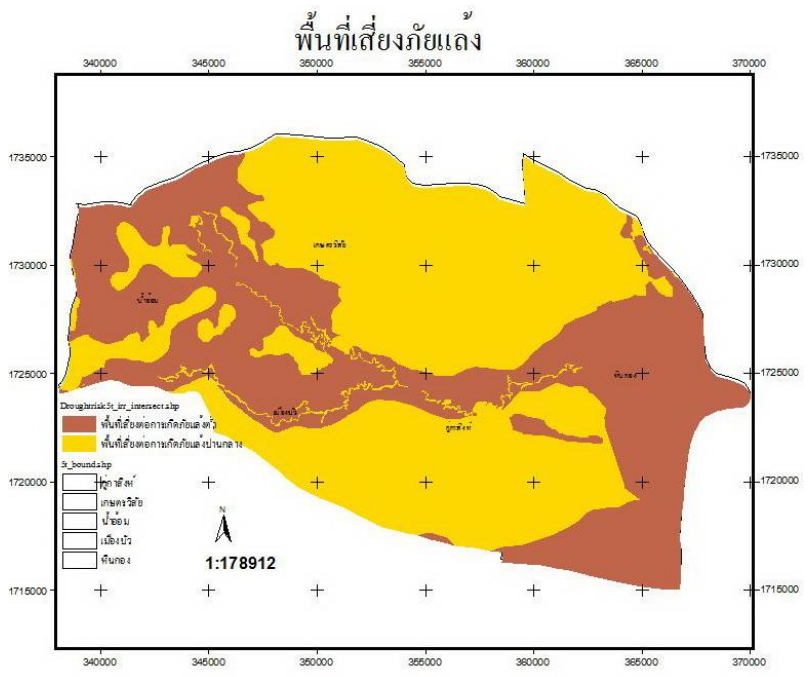 พื้นที่เสี่ยงภัยแล้ง
340000 345000 350000 355000 360000 365000 370000
1735000 1735000
เกษตรวิสัย
1730000 1730000
น้ำอ้อม
1725000 1725000
หินกอง
เมืองบัว
กู่กาสิงห์
Droughtrisk5t_irr_intersect.shp
พื้นที่เสี่ยงต่อการเกิดภัยแล้งต่ำ
พื้นที่เสี่ยงต่อการเกิดภัยแล้งปานกลาง
5t_bound.shp
กู่กาสิงห์
1720000 1720000
เกษตรวิสัย
น้ำอ้อม
เมืองบัว
หินกอง
N
1:178912
1715000 1715000
340000 345000 350000 355000 360000 365000 370000